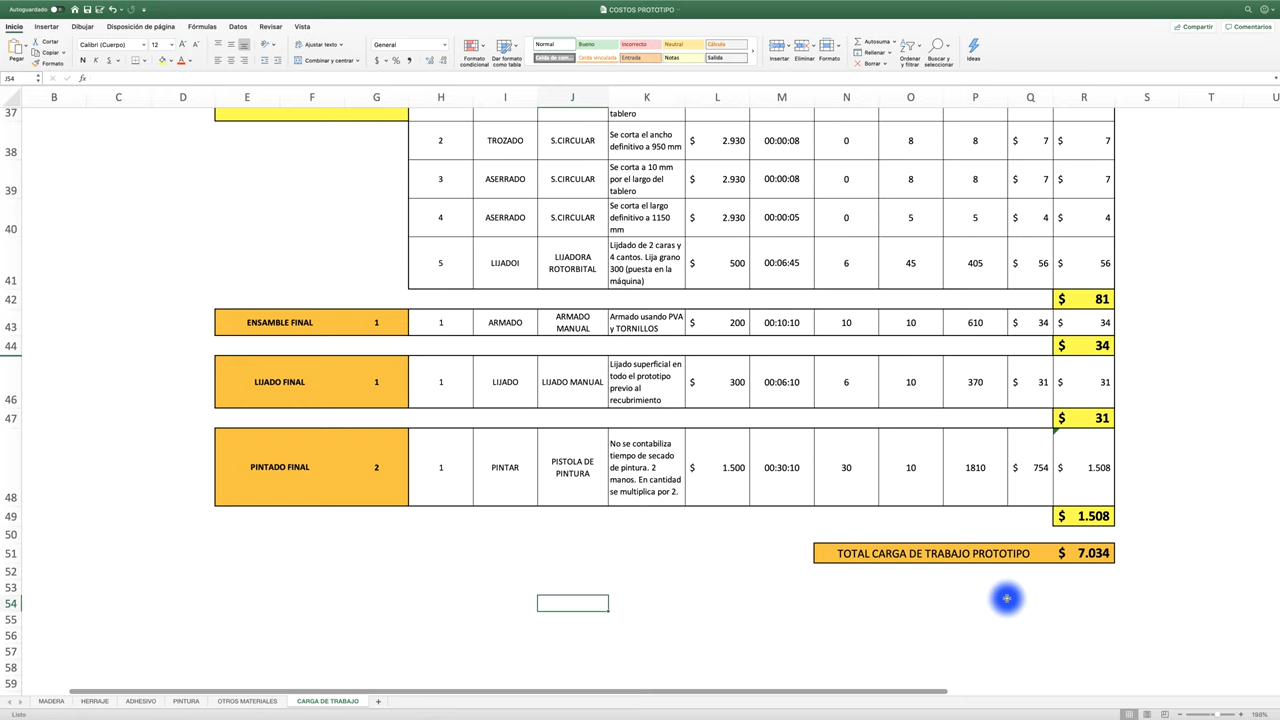 Autoguardado
COSTOS PROTOTIPO
Inicio Insertar Dibujar Disposición de página Fórmulas Datos Revisar Vista Compartir Comentarios
Pegar Cortar Copiar Formato
Calibri (Cuerpo) 12
N K S
Ajustar texto
Combinar y centrar
General
Formato condicional
Dar formato como tabla
Normal Bueno Incorrecto Neutral Cálculo
Celda de com... Celda vinculada Entrada Notas Salida
Insertar Eliminar Formato
Autosuma
Rellenar
Borrar
Ordenar y filtrar
Buscar y seleccionar
Ideas
J54 fx
B C D E F G H I J K L M N O P Q R S T U
37 tablero
38 2 TROZADO S.CIRCULAR Se corta el ancho definitivo a 950 mm $ 2.930 00:00:08 0 8 8 $ 7 $ 7
39 3 ASERRADO S.CIRCULAR Se corta a 10 mm por el largo del tablero $ 2.930 00:00:08 0 8 8 $ 7 $ 7
40 4 ASERRADO S.CIRCULAR Se corta el largo definitivo a 1150 mm $ 2.930 00:00:05 0 5 5 $ 4 $ 4
41 5 LIJADOI LIJADORA ROTORBITAL Lijdado de 2 caras y 4 cantos. Lija grano 300 (puesta en la máquina) $ 500 00:06:45 6 45 405 $ 56 $ 56
42 $ 81
43 ENSAMBLE FINAL 1 1 ARMADO ARMADO MANUAL Armado usando PVA y TORNILLOS $ 200 00:10:10 10 10 610 $ 34 $ 34
44 $ 34
46 LIJADO FINAL 1 1 LIJADO LIJADO MANUAL Lijado superficial en todo el prototipo previo al recubrimiento $ 300 00:06:10 6 10 370 $ 31 $ 31
47 $ 31
48 PINTADO FINAL 2 1 PINTAR PISTOLA DE PINTURA No se contabiliza tiempo de secado de pintura. 2 manos. En cantidad se multiplica por 2. $ 1.500 00:30:10 30 10 1810 $ 754 $ 1.508
49 $ 1.508
50
51 TOTAL CARGA DE TRABAJO PROTOTIPO $ 7.034
52
53
54
55
56
57
58
59
MADERA HERRAJE ADHESIVO PINTURA OTROS MATERIALES CARGA DE TRABAJO +
Listo 198%